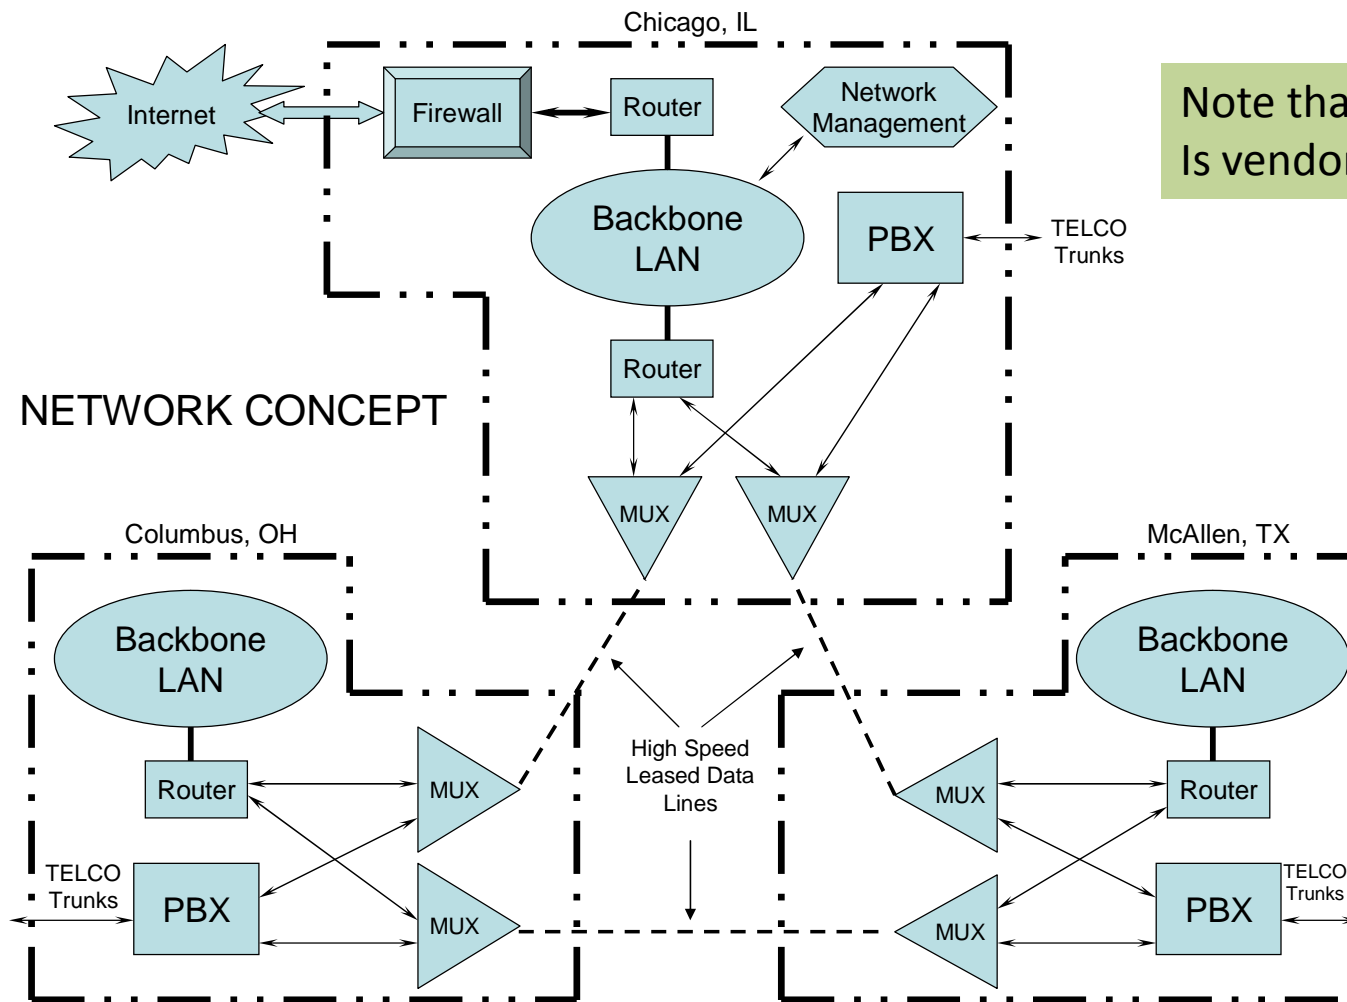 Chicago, IL
Internet
Firewall
Router
Network
Management
Note tha
Is vendor
Backbone
LAN
PBX
TELCO
Trunks
Router
NETWORK CONCEPT
MUX
MUX
Columbus, OH
McAllen, TX
Backbone
LAN
Backbone
LAN
High Speed
Leased Data
Lines
Router
MUX
MUX
Router
TELCO
Trunks
PBX
MUX
MUX
PBX
TELCO
Trunks